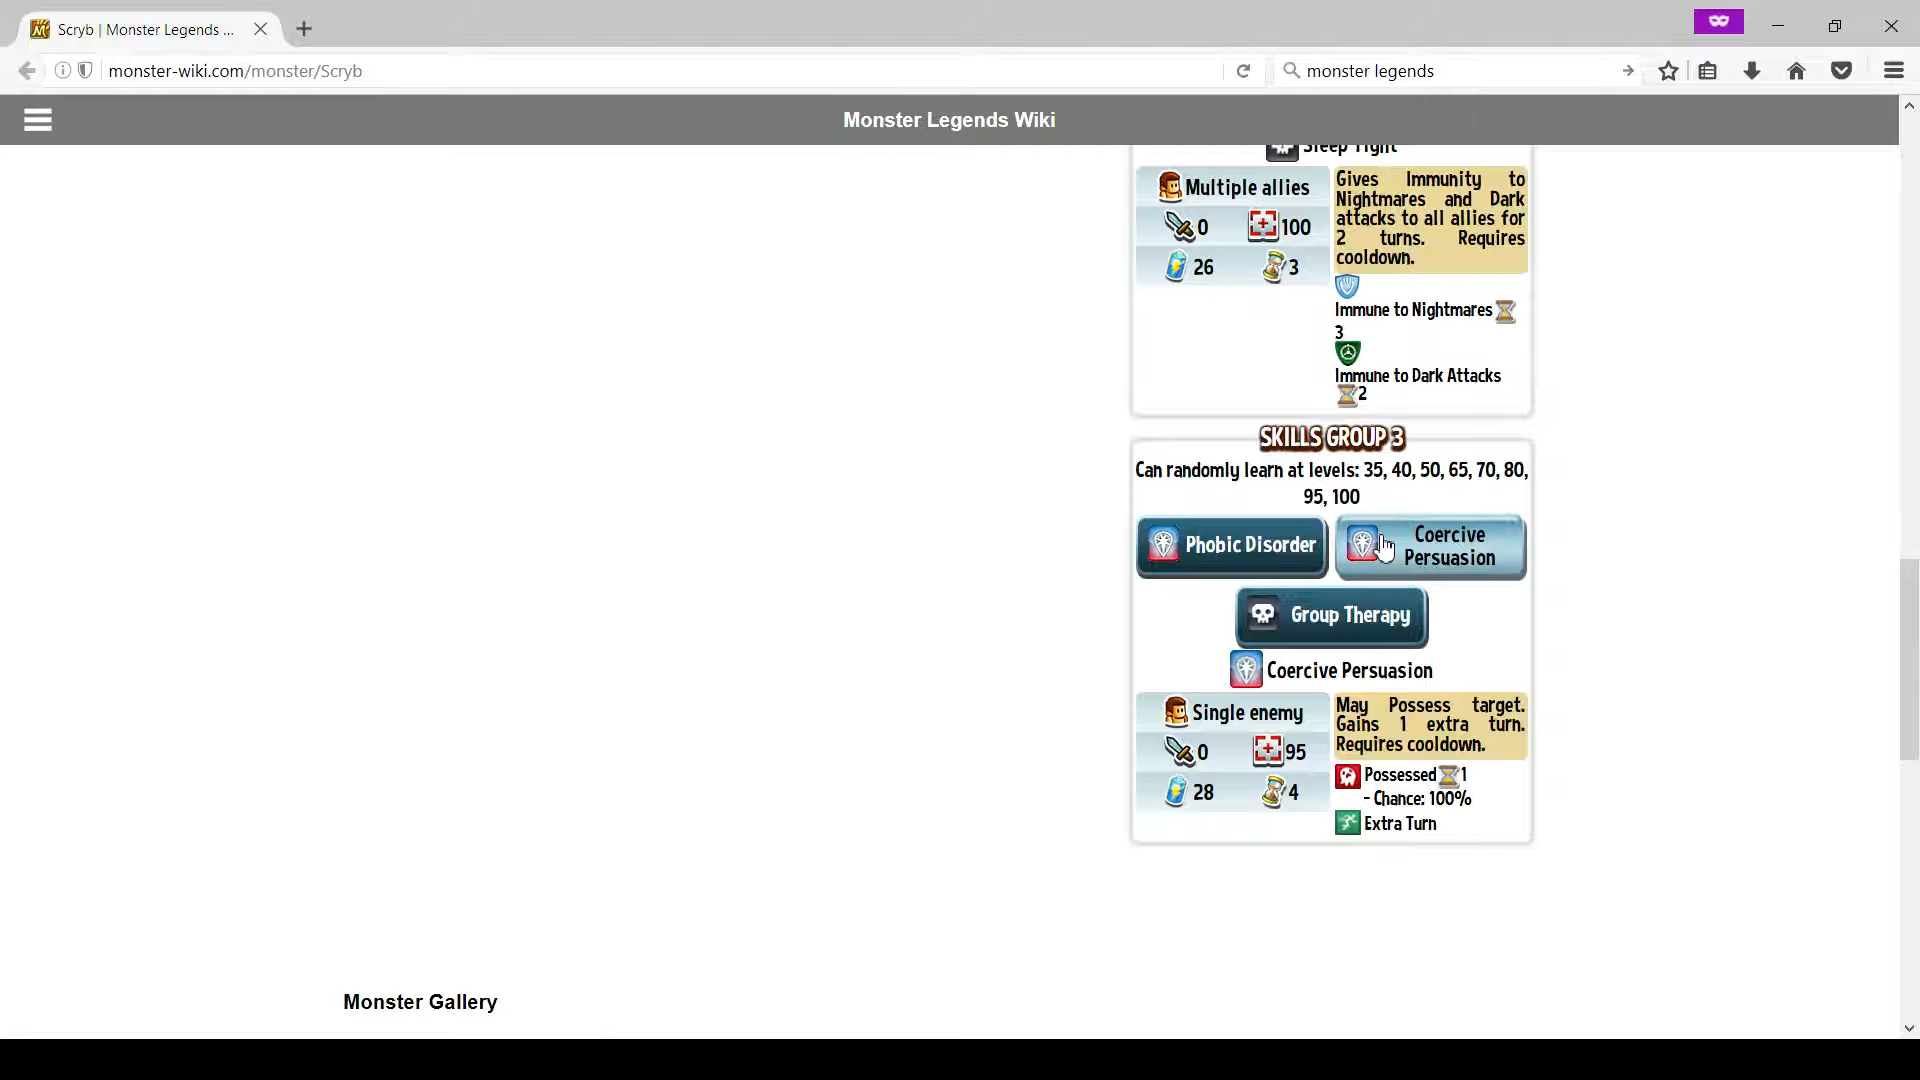 Scryb | Monster Legends ...
monster-wiki.com/monster/Scryb
monster legends
Monster Legends Wiki
Sleep Tight
Multiple allies
0
100
26
3
Gives Immunity to
Nightmares and Dark
attacks to all allies for
2 turns. Requires
cooldown.
Immune to Nightmares
3
Immune to Dark Attacks
2
SKILLS GROUP 3
Can randomly learn at levels: 35, 40, 50, 65, 70, 80,
95, 100
Phobic Disorder
Coercive
Persuasion
Group Therapy
Coercive Persuasion
Single enemy
0
95
28
4
May Possess target.
Gains 1 extra turn.
Requires cooldown.
Possessed 1
- Chance: 100%
Extra Turn
Monster Gallery